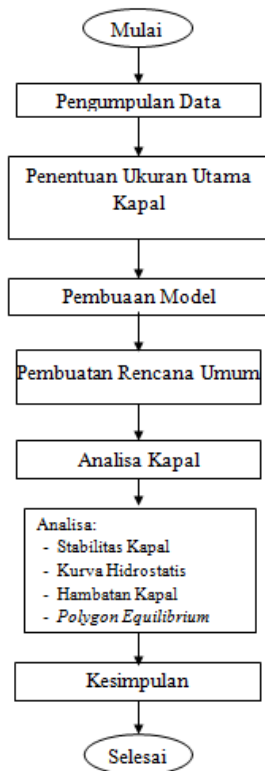 Mulai
Pengumpulan Data
Penentuan Ukuran Utama
Kapal
Pembuaan Model
Pembuatan Rencana Umum
Analisa Kapal
Analisa:
- Stabilitas Kapal
- Kurva Hidrostatis
- Hambatan Kapal
- Polygon Equilibrium
Kesimpulan
Selesai